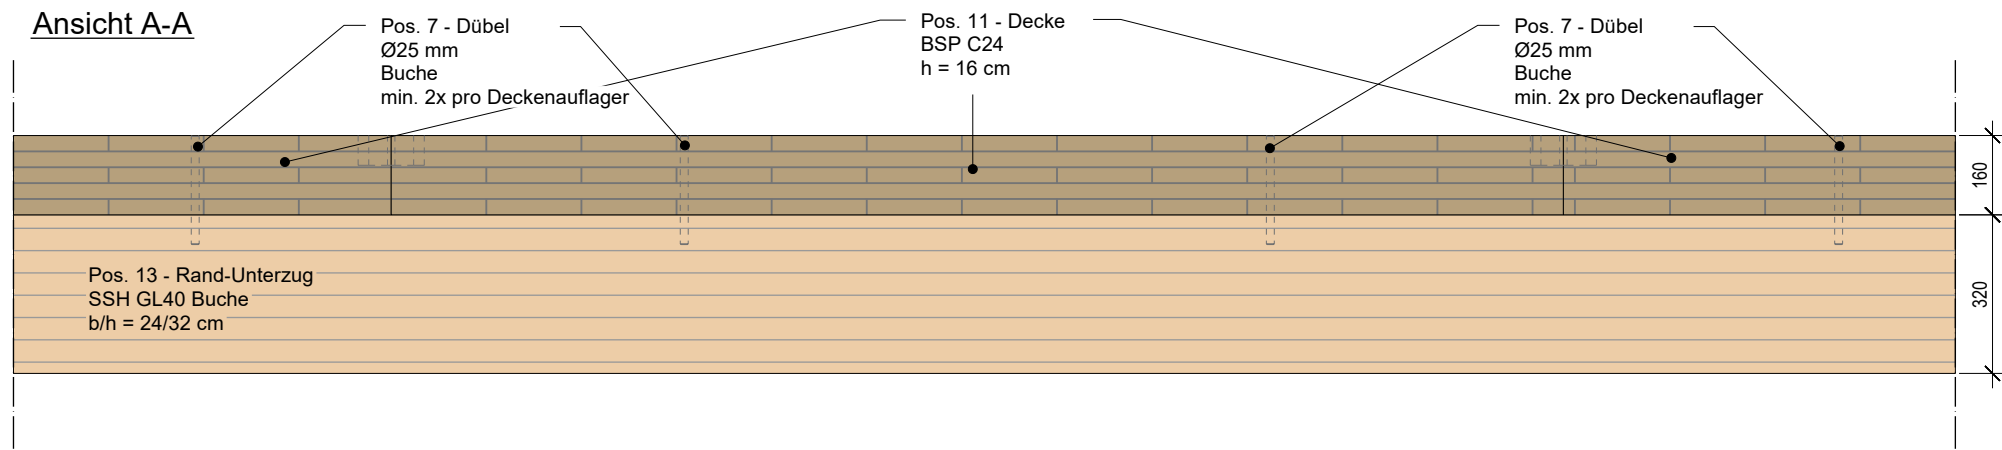 Ansicht A-A
Pos. 7 - Dübel
Ø25 mm
Buche
min. 2x pro Deckenauflager
Pos. 11 - Decke
BSP C24
h = 16 cm
Pos. 7 - Dübel
Ø25 mm
Buche
min. 2x pro Deckenauflager
160
320
Pos. 13 - Rand-Unterzug
SSH GL40 Buche
b/h = 24/32 cm